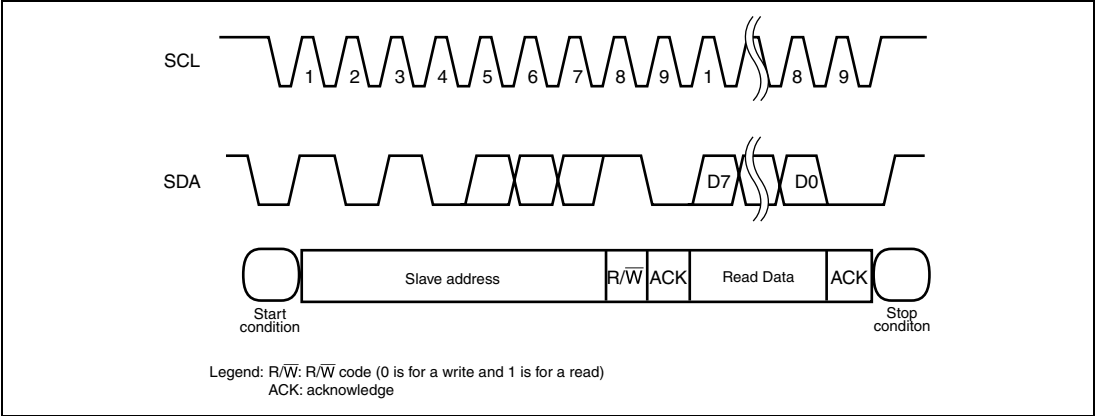 SCL
1 2 3 4 5 6 7 8 9 1 8 9
SDA
D7 D0
Slave address R/W̅ ACK Read Data ACK
Start
condition
Stop
conditon
Legend: R/W̅: R/W̅ code (0 is for a write and 1 is for a read)
ACK: acknowledge